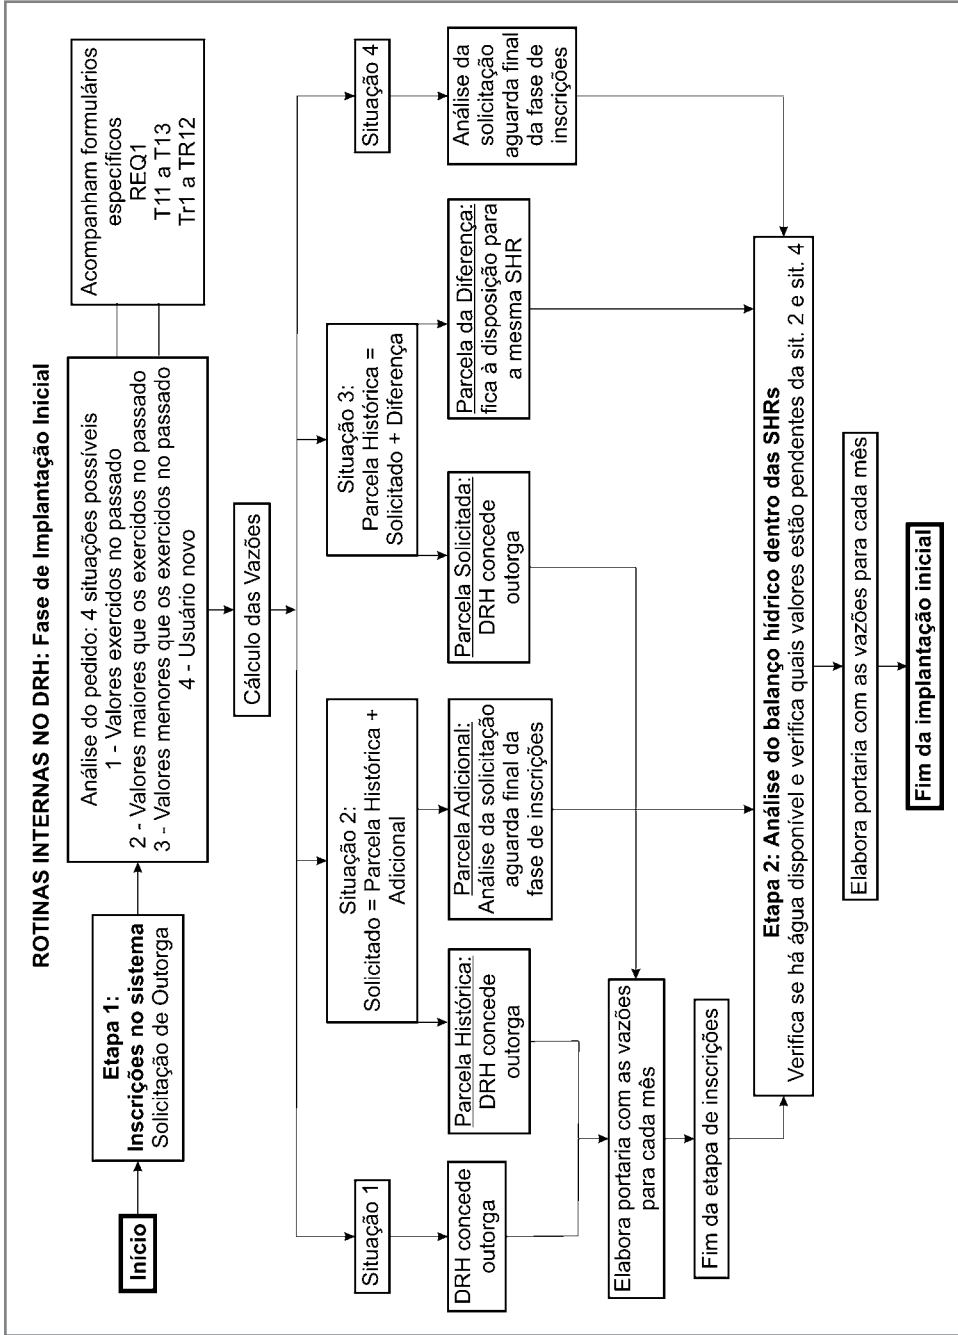 ROTINAS INTERNAS NO DRH: Fase de Implantação Inicial
Início
Etapa 1:
Inscrições no sistema
Solicitação de Outorga
Análise do pedido: 4 situações possíveis
1 - Valores exercidos no passado
2 - Valores maiores que os exercidos no passado
3 - Valores menores que os exercidos no passado
4 - Usuário novo
Acompanham formulários
específicos
REQ1
T11 a T13
Tr1 a TR12
Cálculo das Vazões
Situação 1
Situação 2:
Solicitado = Parcela Histórica +
Adicional
Situação 3:
Parcela Histórica =
Solicitado + Diferença
Situação 4
DRH concede
outorga
Parcela Histórica:
DRH concede
outorga
Parcela Adicional:
Análise da solicitação
aguarda final da
fase de inscrições
Parcela Solicitada:
DRH concede
outorga
Parcela da Diferença:
fica à disposição para
a mesma SHR
Análise da
solicitação
aguarda final
da fase de
inscrições
Elabora portaria com as vazões
para cada mês
Fim da etapa de inscrições
Etapa 2: Análise do balanço hídrico dentro das SHRs
Verifica se há água disponível e verifica quais valores estão pendentes da sit. 2 e sit. 4
Elabora portaria com as vazões para cada mês
Fim da implantação inicial